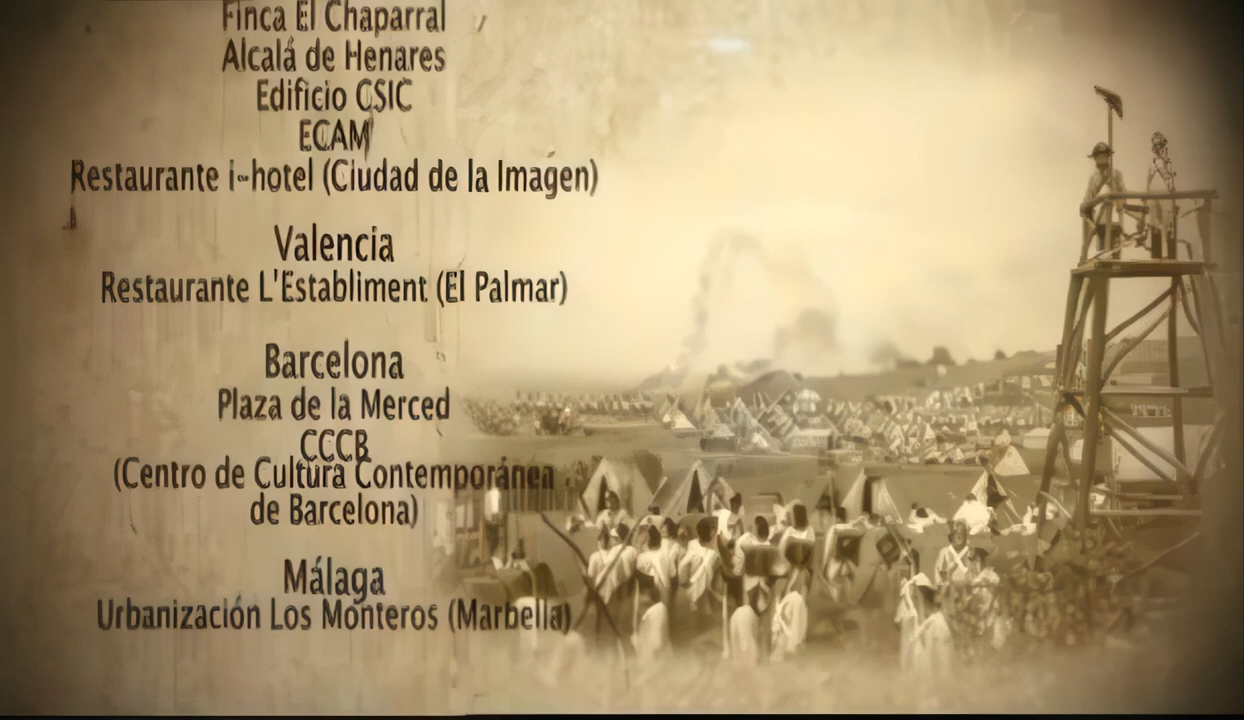 Finca El Chaparral
Alcalá de Henares
Edificio CSIC
ECAM
Restaurante i-hotel (Ciudad de la Imagen)
Valencia
Restaurante L'Establiment (El Palmar)
Barcelona
Plaza de la Merced
CCCB
(Centro de Cultura Contemporánea
de Barcelona)
Málaga
Urbanización Los Monteros (Marbella)